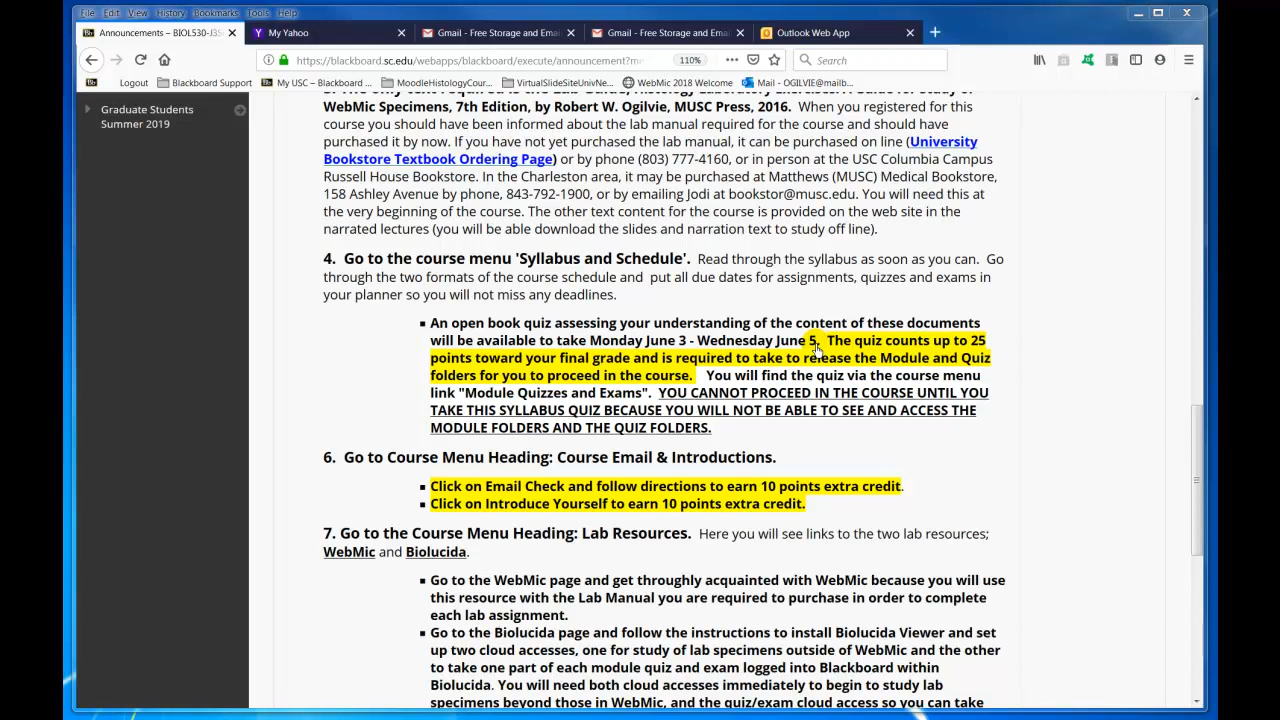 File Edit View History Bookmarks Tools Help
Announcements – BIOL530-J3S
My Yahoo
Gmail - Free Storage and Emai
Gmail - Free Storage and Email
Outlook Web App
https://blackboard.sc.edu/webapps/blackboard/execute/announcement?m
110%
Search
Logout
Blackboard Support
My USC – Blackboard ...
MoodleHistologyCour...
VirtualSlideSiteUnivNe...
WebMic 2018 Welcome
Mail - OGILVIE@mailb...
Graduate Students
Summer 2019
WebMic Specimens, 7th Edition, by Robert W. Ogilvie, MUSC Press, 2016. When you registered for this
course you should have been informed about the lab manual required for the course and should have
purchased it by now. If you have not yet purchased the lab manual, it can be purchased on line (University
Bookstore Textbook Ordering Page) or by phone (803) 777-4160, or in person at the USC Columbia Campus
Russell House Bookstore. In the Charleston area, it may be purchased at Matthews (MUSC) Medical Bookstore,
158 Ashley Avenue by phone, 843-792-1900, or by emailing Jodi at bookstor@musc.edu. You will need this at
the very beginning of the course. The other text content for the course is provided on the web site in the
narrated lectures (you will be able download the slides and narration text to study off line).
4. Go to the course menu 'Syllabus and Schedule'. Read through the syllabus as soon as you can. Go
through the two formats of the course schedule and put all due dates for assignments, quizzes and exams in
your planner so you will not miss any deadlines.
▪ An open book quiz assessing your understanding of the content of these documents
will be available to take Monday June 3 - Wednesday June 5. The quiz counts up to 25
points toward your final grade and is required to take to release the Module and Quiz
folders for you to proceed in the course. You will find the quiz via the course menu
link "Module Quizzes and Exams". YOU CANNOT PROCEED IN THE COURSE UNTIL YOU
TAKE THIS SYLLABUS QUIZ BECAUSE YOU WILL NOT BE ABLE TO SEE AND ACCESS THE
MODULE FOLDERS AND THE QUIZ FOLDERS.
6. Go to Course Menu Heading: Course Email & Introductions.
▪ Click on Email Check and follow directions to earn 10 points extra credit.
▪ Click on Introduce Yourself to earn 10 points extra credit.
7. Go to the Course Menu Heading: Lab Resources. Here you will see links to the two lab resources;
WebMic and Biolucida.
▪ Go to the WebMic page and get throughly acquainted with WebMic because you will use
this resource with the Lab Manual you are required to purchase in order to complete
each lab assignment.
▪ Go to the Biolucida page and follow the instructions to install Biolucida Viewer and set
up two cloud accesses, one for study of lab specimens outside of WebMic and the other
to take one part of each module quiz and exam logged into Blackboard within
Biolucida. You will need both cloud accesses immediately to begin to study lab
specimens beyond those in WebMic, and the quiz/exam cloud access so you can take